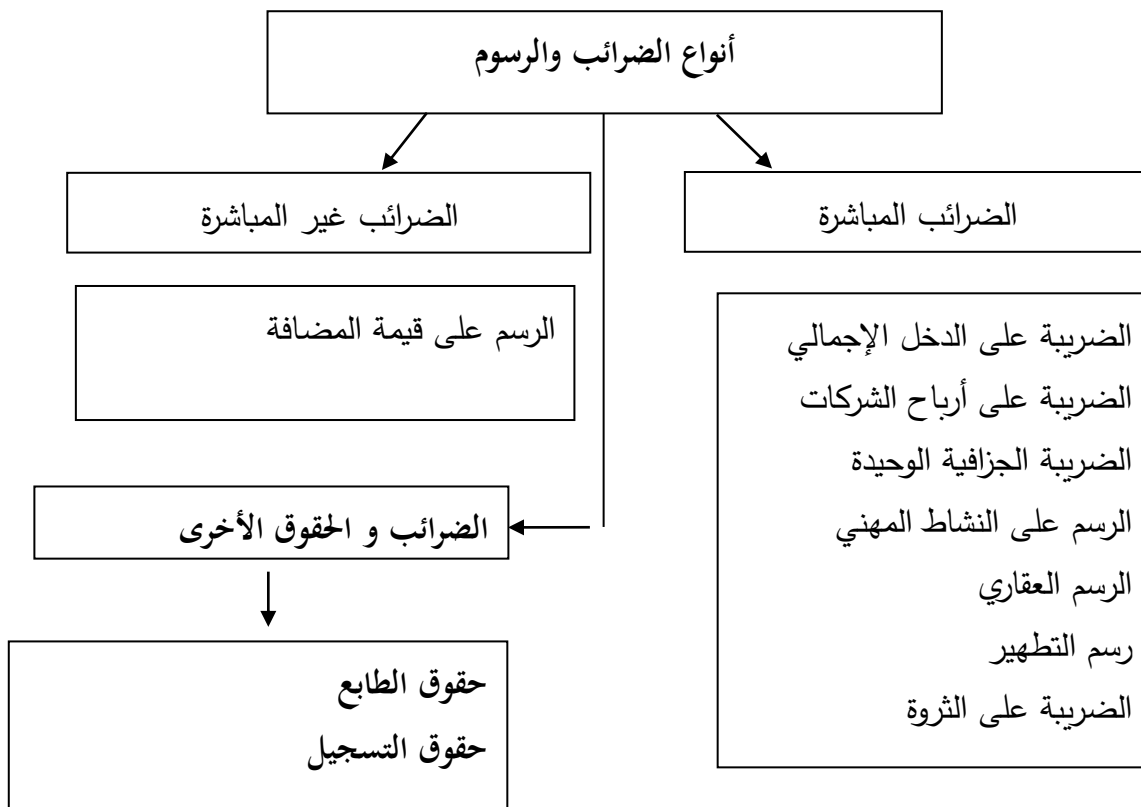 أنواع الضرائب والرسوم
الضرائب المباشرة
الضرائب غير المباشرة
الضريبة على الدخل الإجمالي
الضريبة على أرباح الشركات
الضريبة الجزافية الوحيدة
الرسم على النشاط المهني
الرسم العقاري
رسم التطهير
الضريبة على الثروة
الرسم على قيمة المضافة
الضرائب و الحقوق الأخرى
حقوق الطابع
حقوق التسجيل